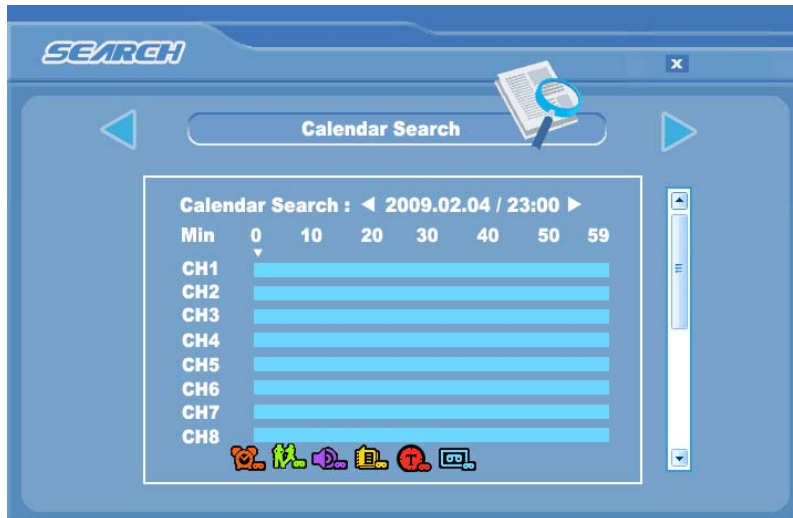 SEARCH
x
Calendar Search
Calendar Search : ◀ 2009.02.04 / 23:00 ▶
Min 0 10 20 30 40 50 59
CH1
CH2
CH3
CH4
CH5
CH6
CH7
CH8
T